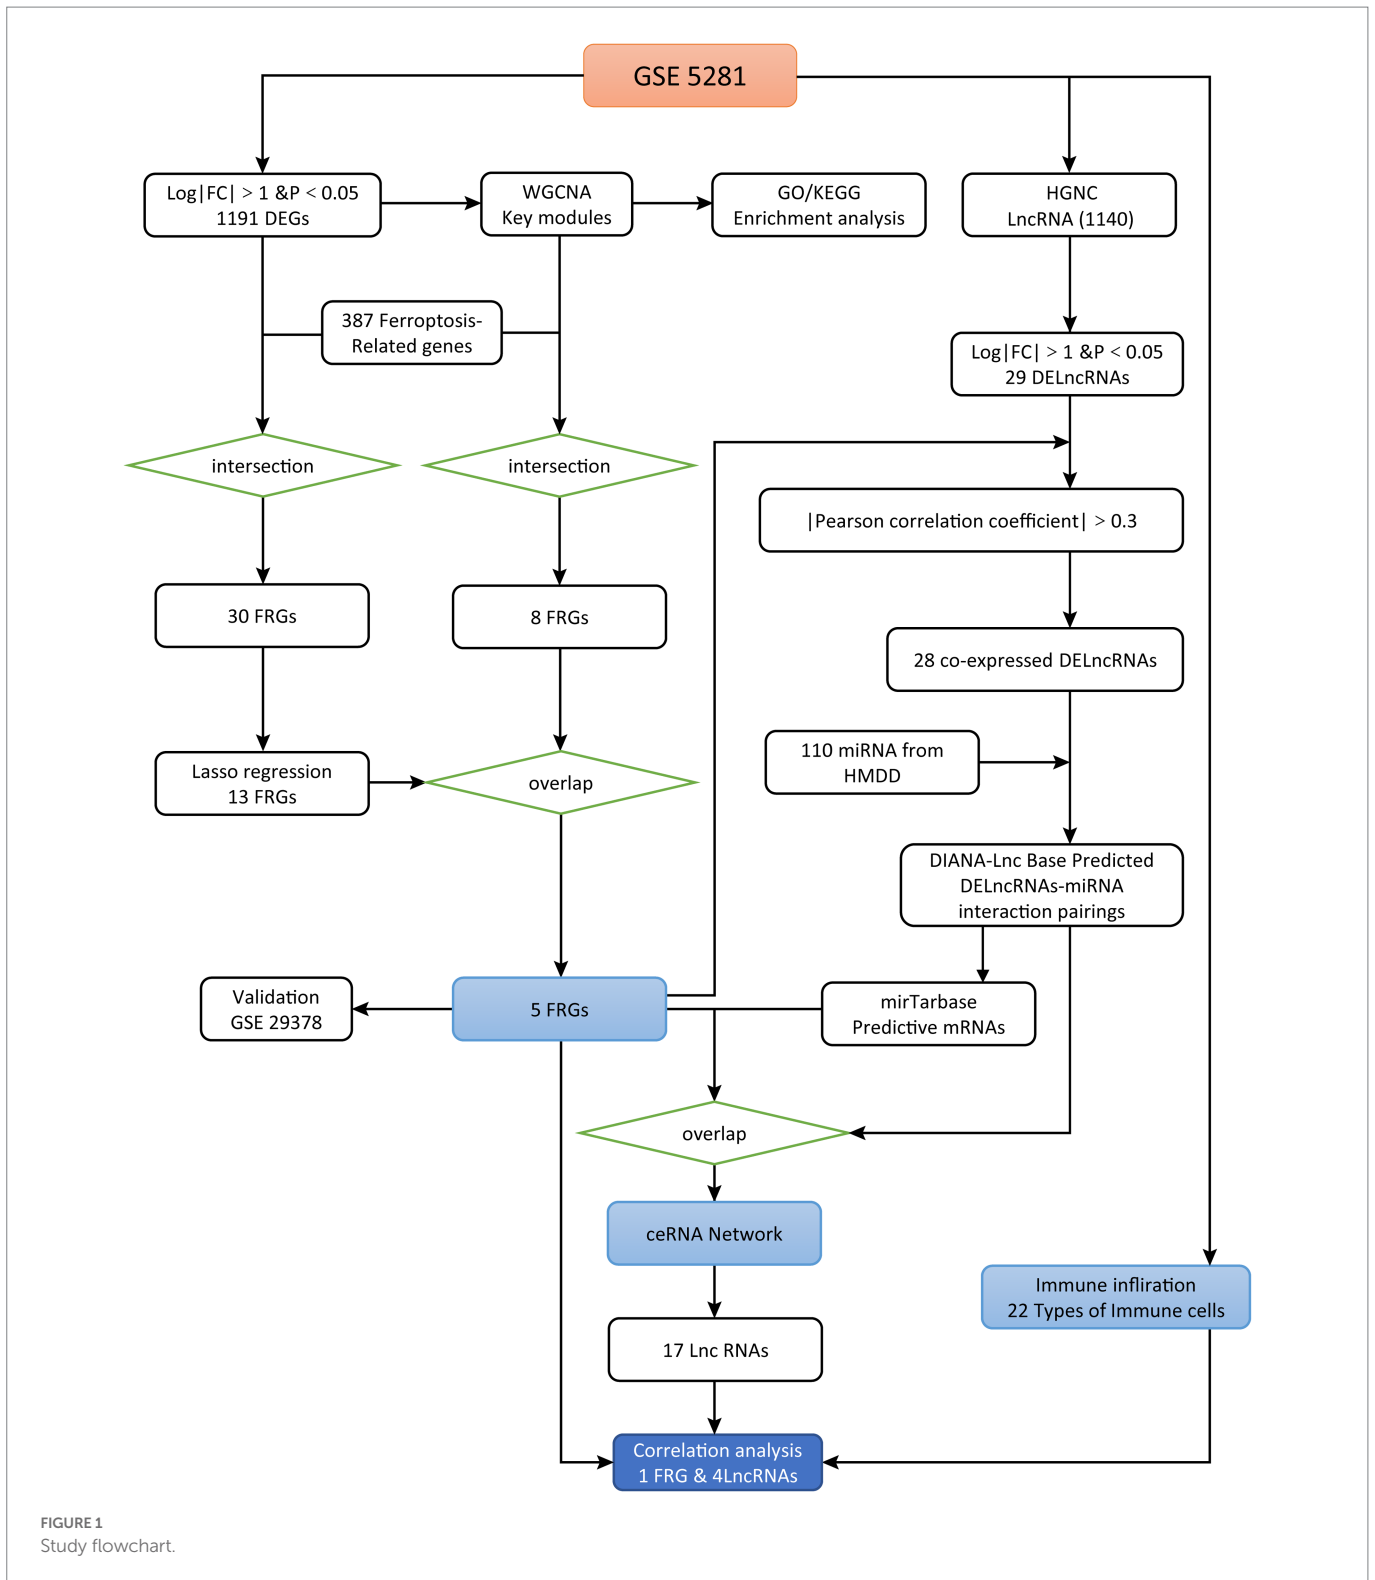 GSE 5281
Log|FC| > 1 &P < 0.05
1191 DEGs
WGCNA
Key modules
GO/KEGG
Enrichment analysis
HGNC
LncRNA (1140)
387 Ferroptosis-
Related genes
Log|FC| > 1 &P < 0.05
29 DELncRNAs
intersection
intersection
|Pearson correlation coefficient| > 0.3
30 FRGs
8 FRGs
28 co-expressed DELncRNAs
110 miRNA from
HMDD
Lasso regression
13 FRGs
overlap
DIANA-Lnc Base Predicted
DELncRNAs-miRNA
interaction pairings
Validation
GSE 29378
5 FRGs
mirTarbase
Predictive mRNAs
overlap
ceRNA Network
Immune infliration
22 Types of Immune cells
17 Lnc RNAs
Correlation analysis
1 FRG & 4LncRNAs
FIGURE 1
Study flowchart.